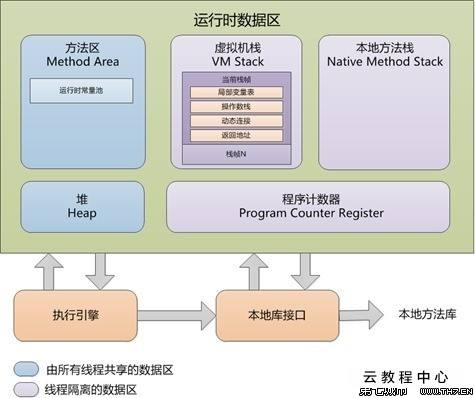 运行时数据区
方法区
Method Area
运行时常量池
虚拟机栈
VM Stack
当前栈帧
局部变量表
操作数栈
动态连接
返回地址
栈帧N
本地方法栈
Native Method Stack
堆
Heap
程序计数器
Program Counter Register
执行引擎
本地库接口
本地方法库
由所有线程共享的数据区
线程隔离的数据区
云教程中心
WWW.TH7.CN